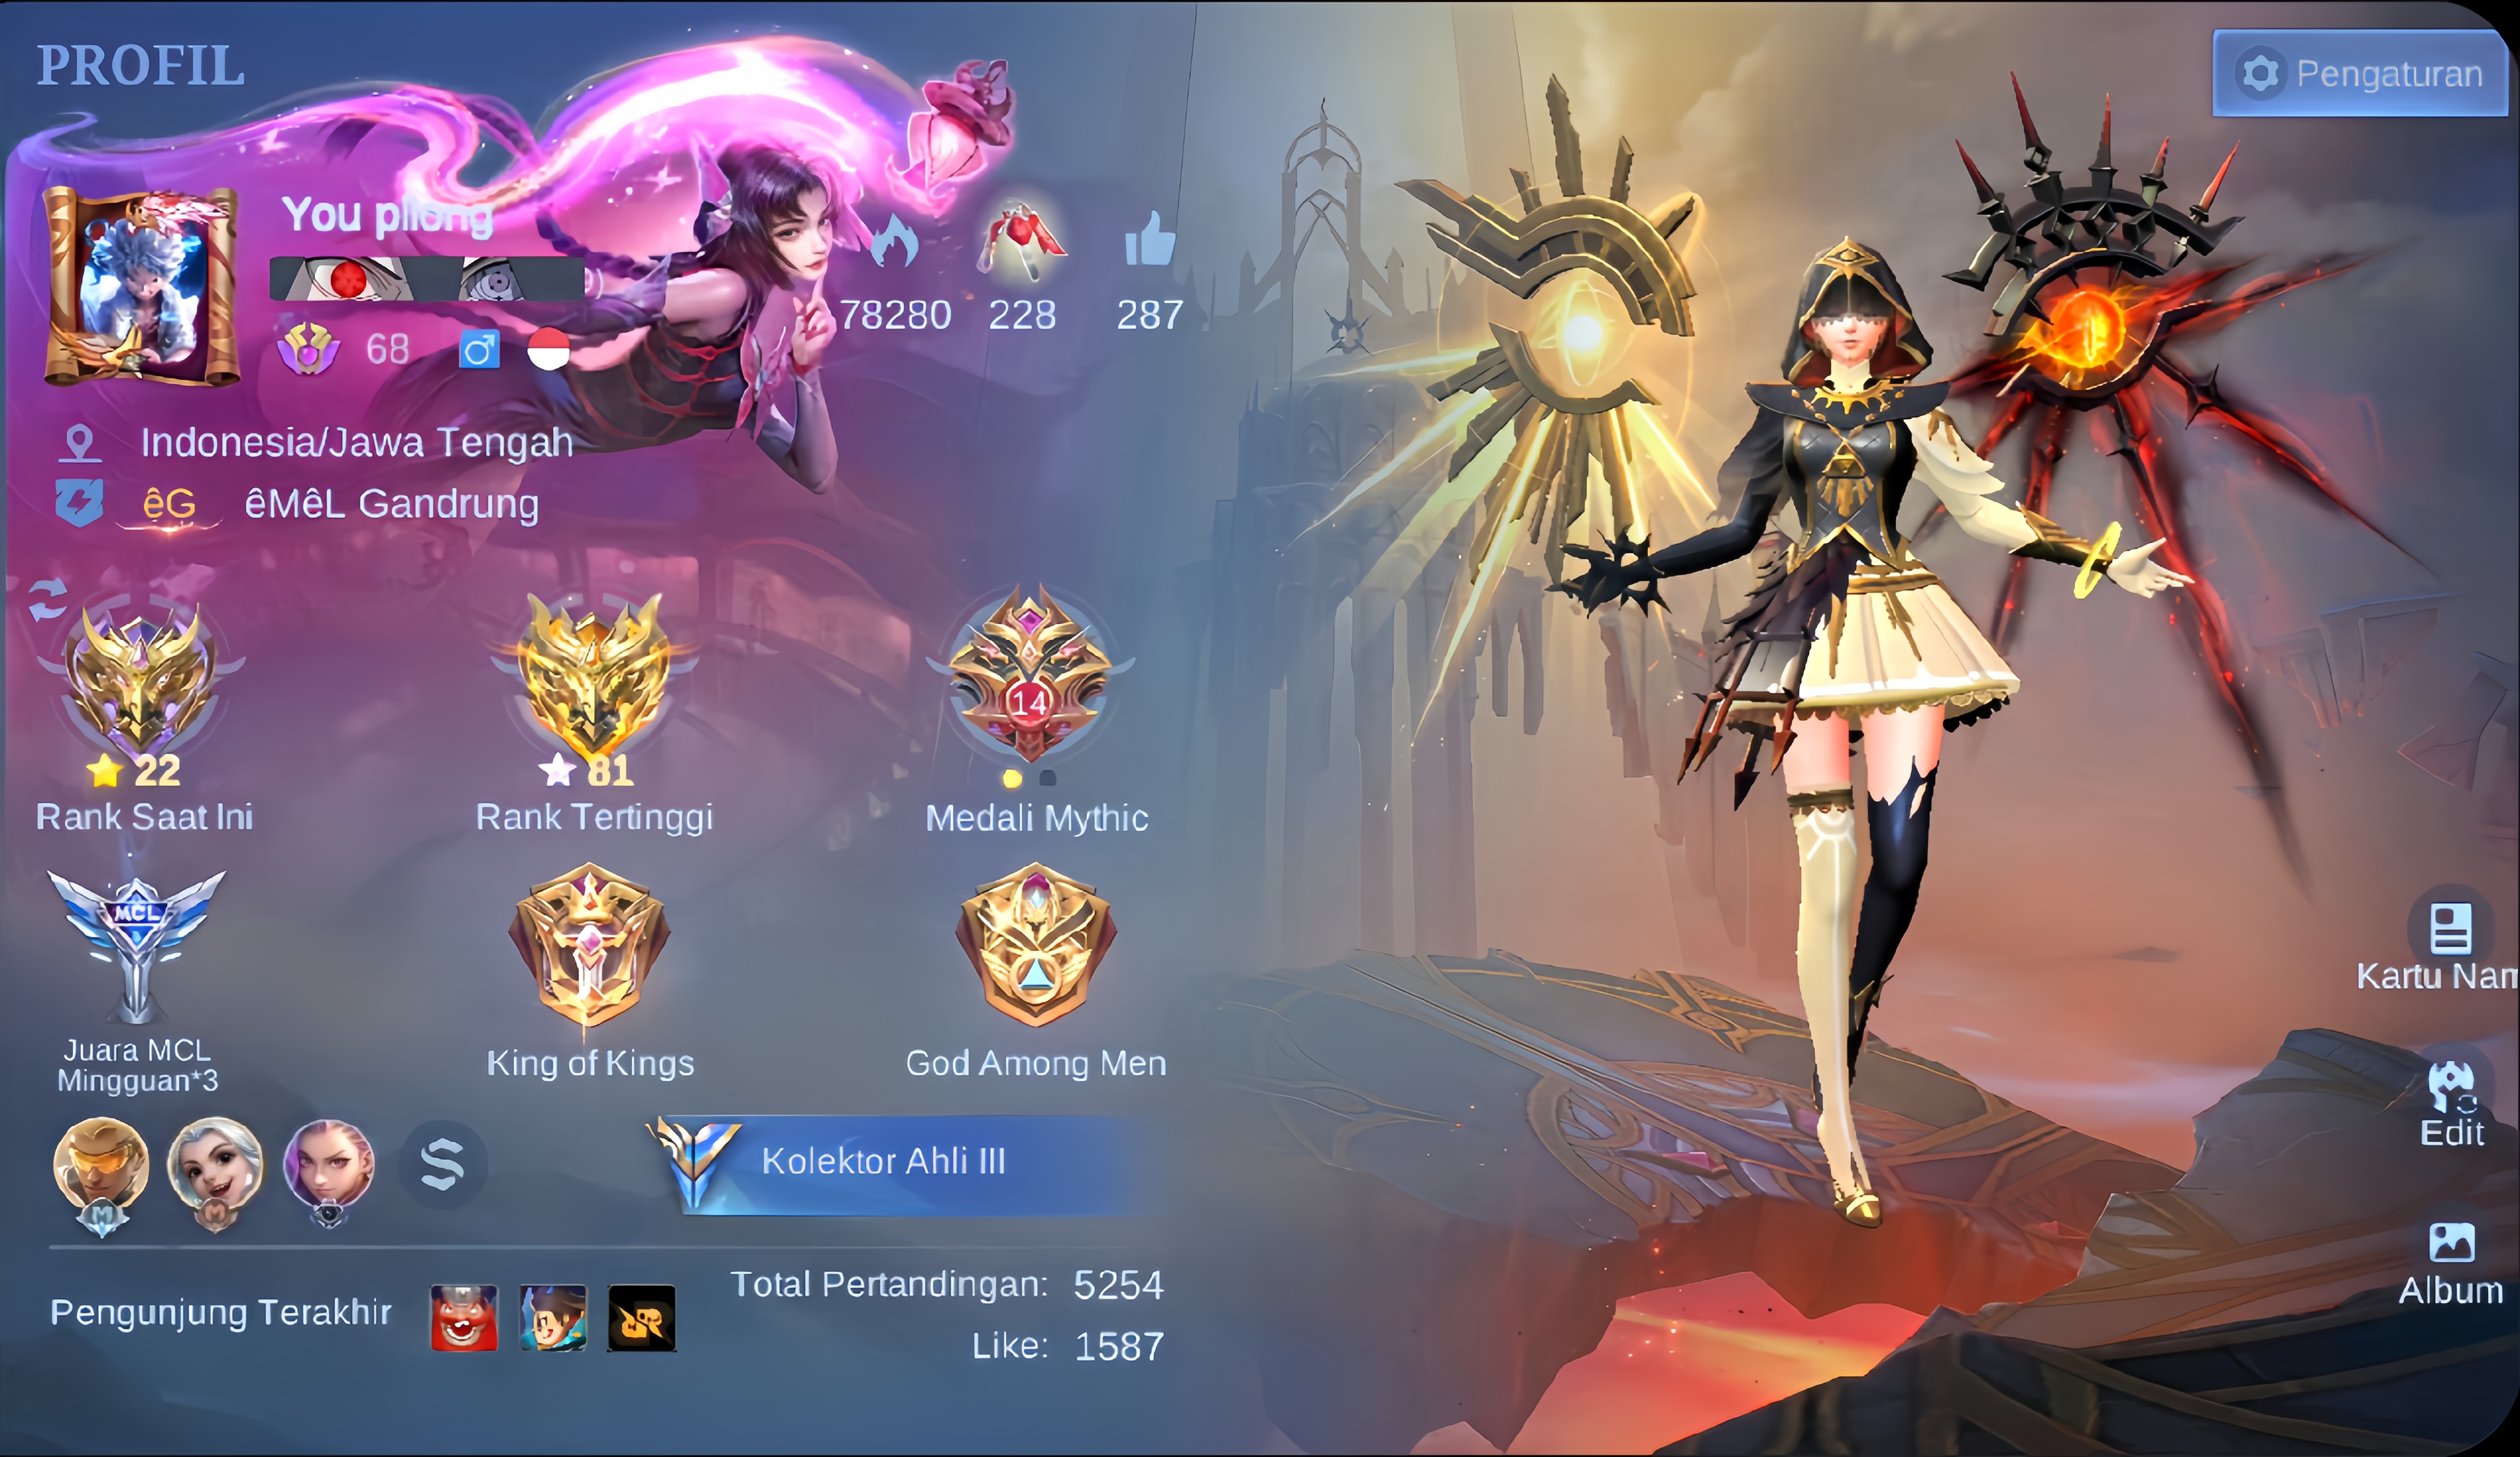 PROFIL
Pengaturan
You pliong
78280
228
287
68
Indonesia/Jawa Tengah
êG êMêL Gandrung
22
81
14
Rank Saat Ini
Rank Tertinggi
Medali Mythic
MCL
Juara MCL
Mingguan*3
King of Kings
God Among Men
Kartu Nam
Edit
Kolektor Ahli III
Album
Pengunjung Terakhir
Total Pertandingan: 5254
Like: 1587